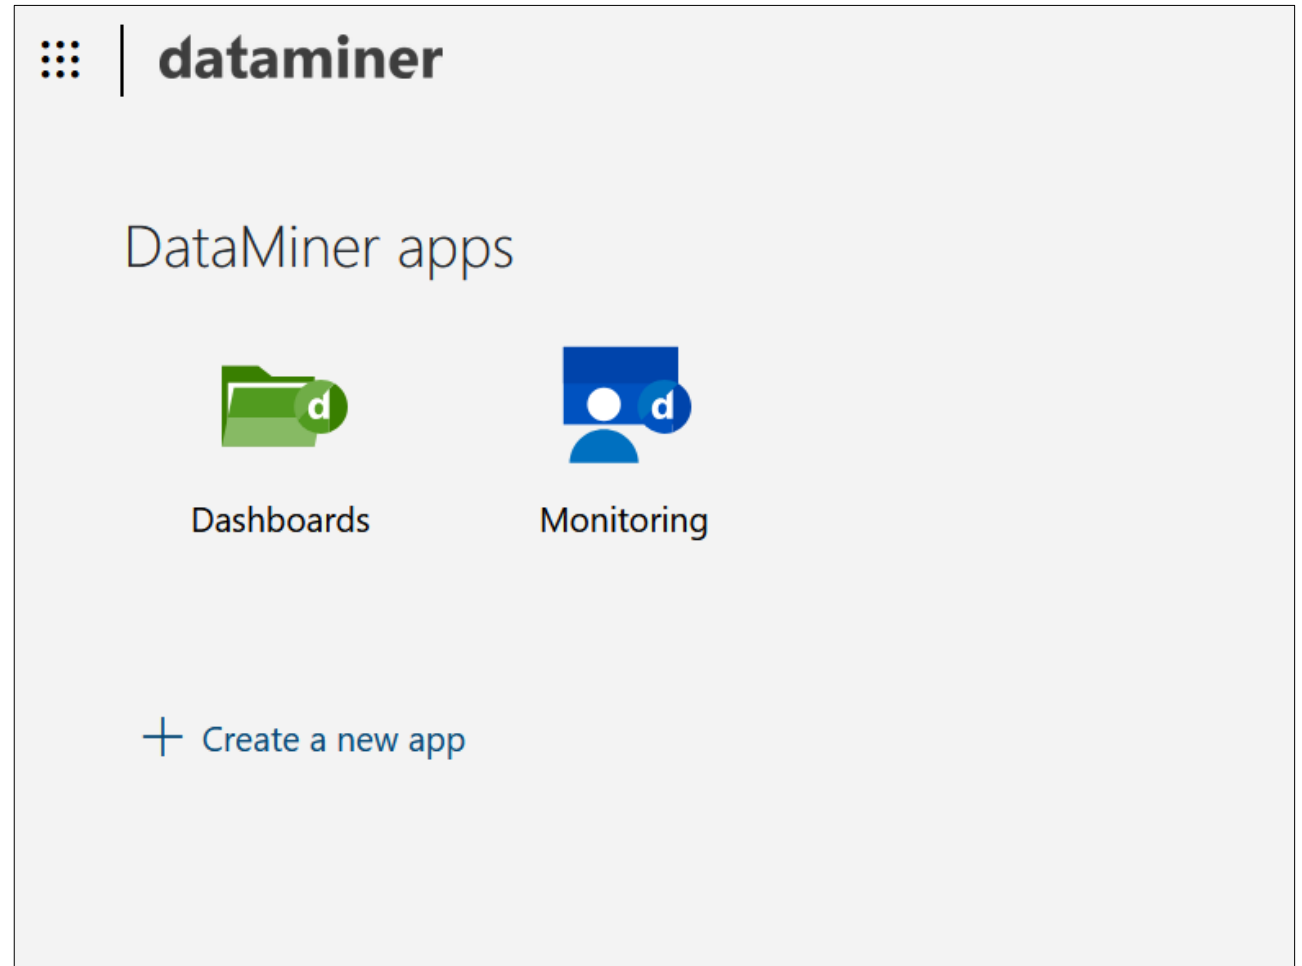 dataminer
DataMiner apps
d
d
Dashboards
Monitoring
Create a new app